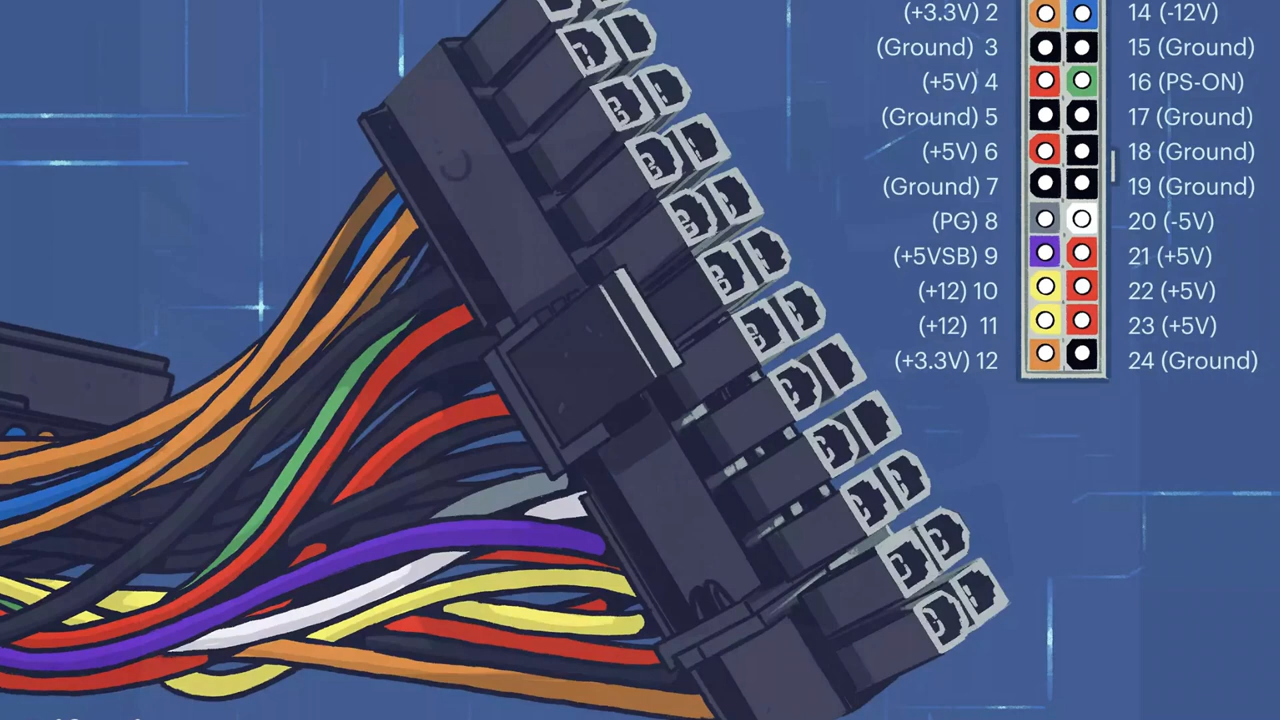 (+3.3V) 2 14 (-12V)
(Ground) 3 15 (Ground)
(+5V) 4 16 (PS-ON)
(Ground) 5 17 (Ground)
(+5V) 6 18 (Ground)
(Ground) 7 19 (Ground)
(PG) 8 20 (-5V)
(+5VSB) 9 21 (+5V)
(+12) 10 22 (+5V)
(+12) 11 23 (+5V)
(+3.3V) 12 24 (Ground)